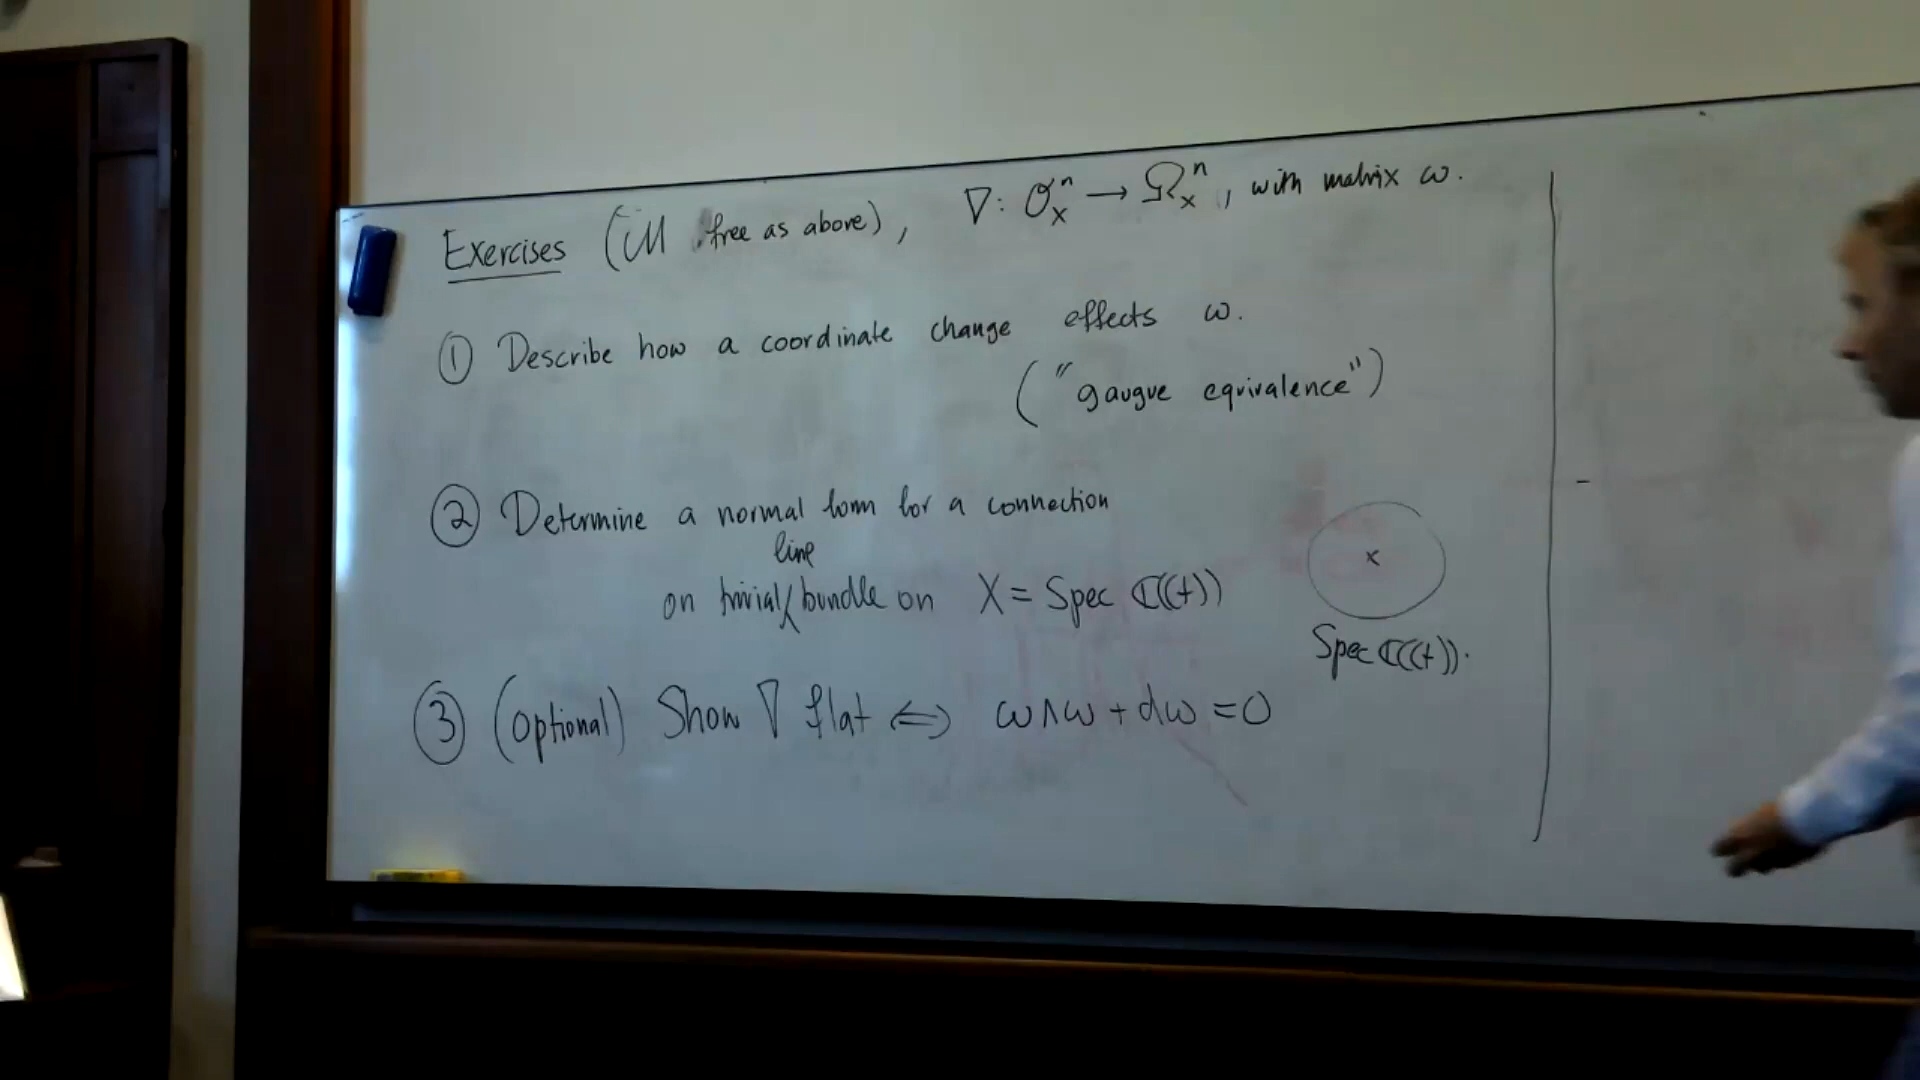 Exercises (M free as above), ∇: O_X^n → Ω_X^n, with matrix ω.
① Describe how a coordinate change effects ω.
("gaugue equivalence")
② Determine a normal form for a connection
line
on trivial/bundle on X = Spec ℂ((t))
Spec ℂ((t)).
③ (optional) Show ∇ flat ⇔ ω∧ω + dω = 0